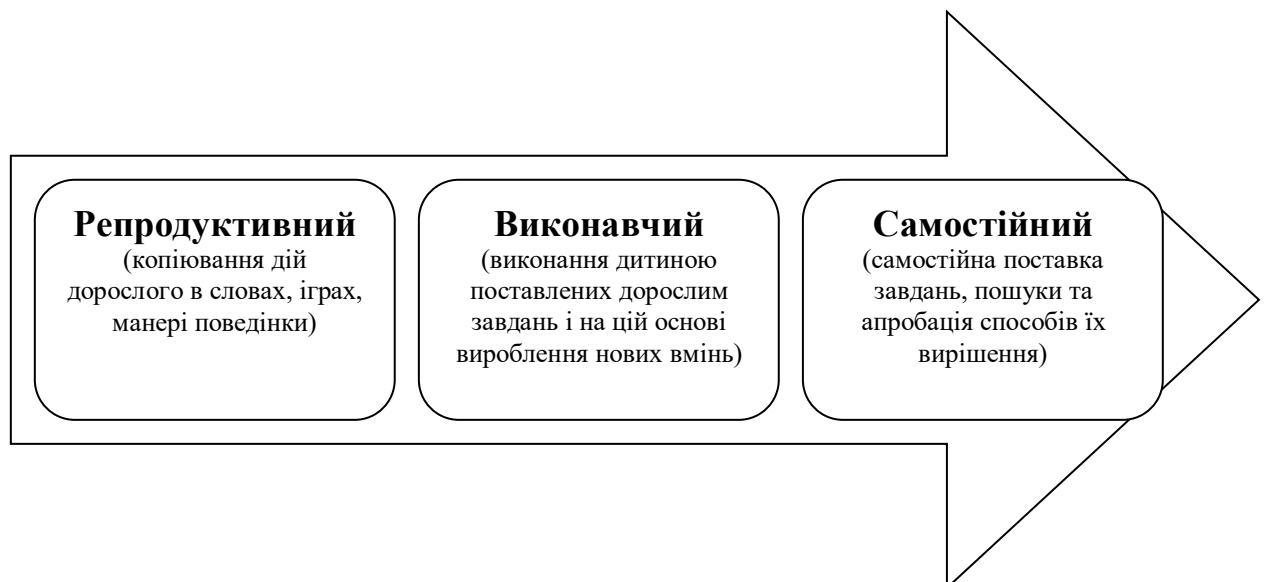 Репродуктивний
(копіювання дій
дорослого в словах, іграх,
манері поведінки)
Виконавчий
(виконання дитиною
поставлених дорослим
завдань і на цій основі
вироблення нових вмінь)
Самостійний
(самостійна поставка
завдань, пошуки та
апробація способів їх
вирішення)